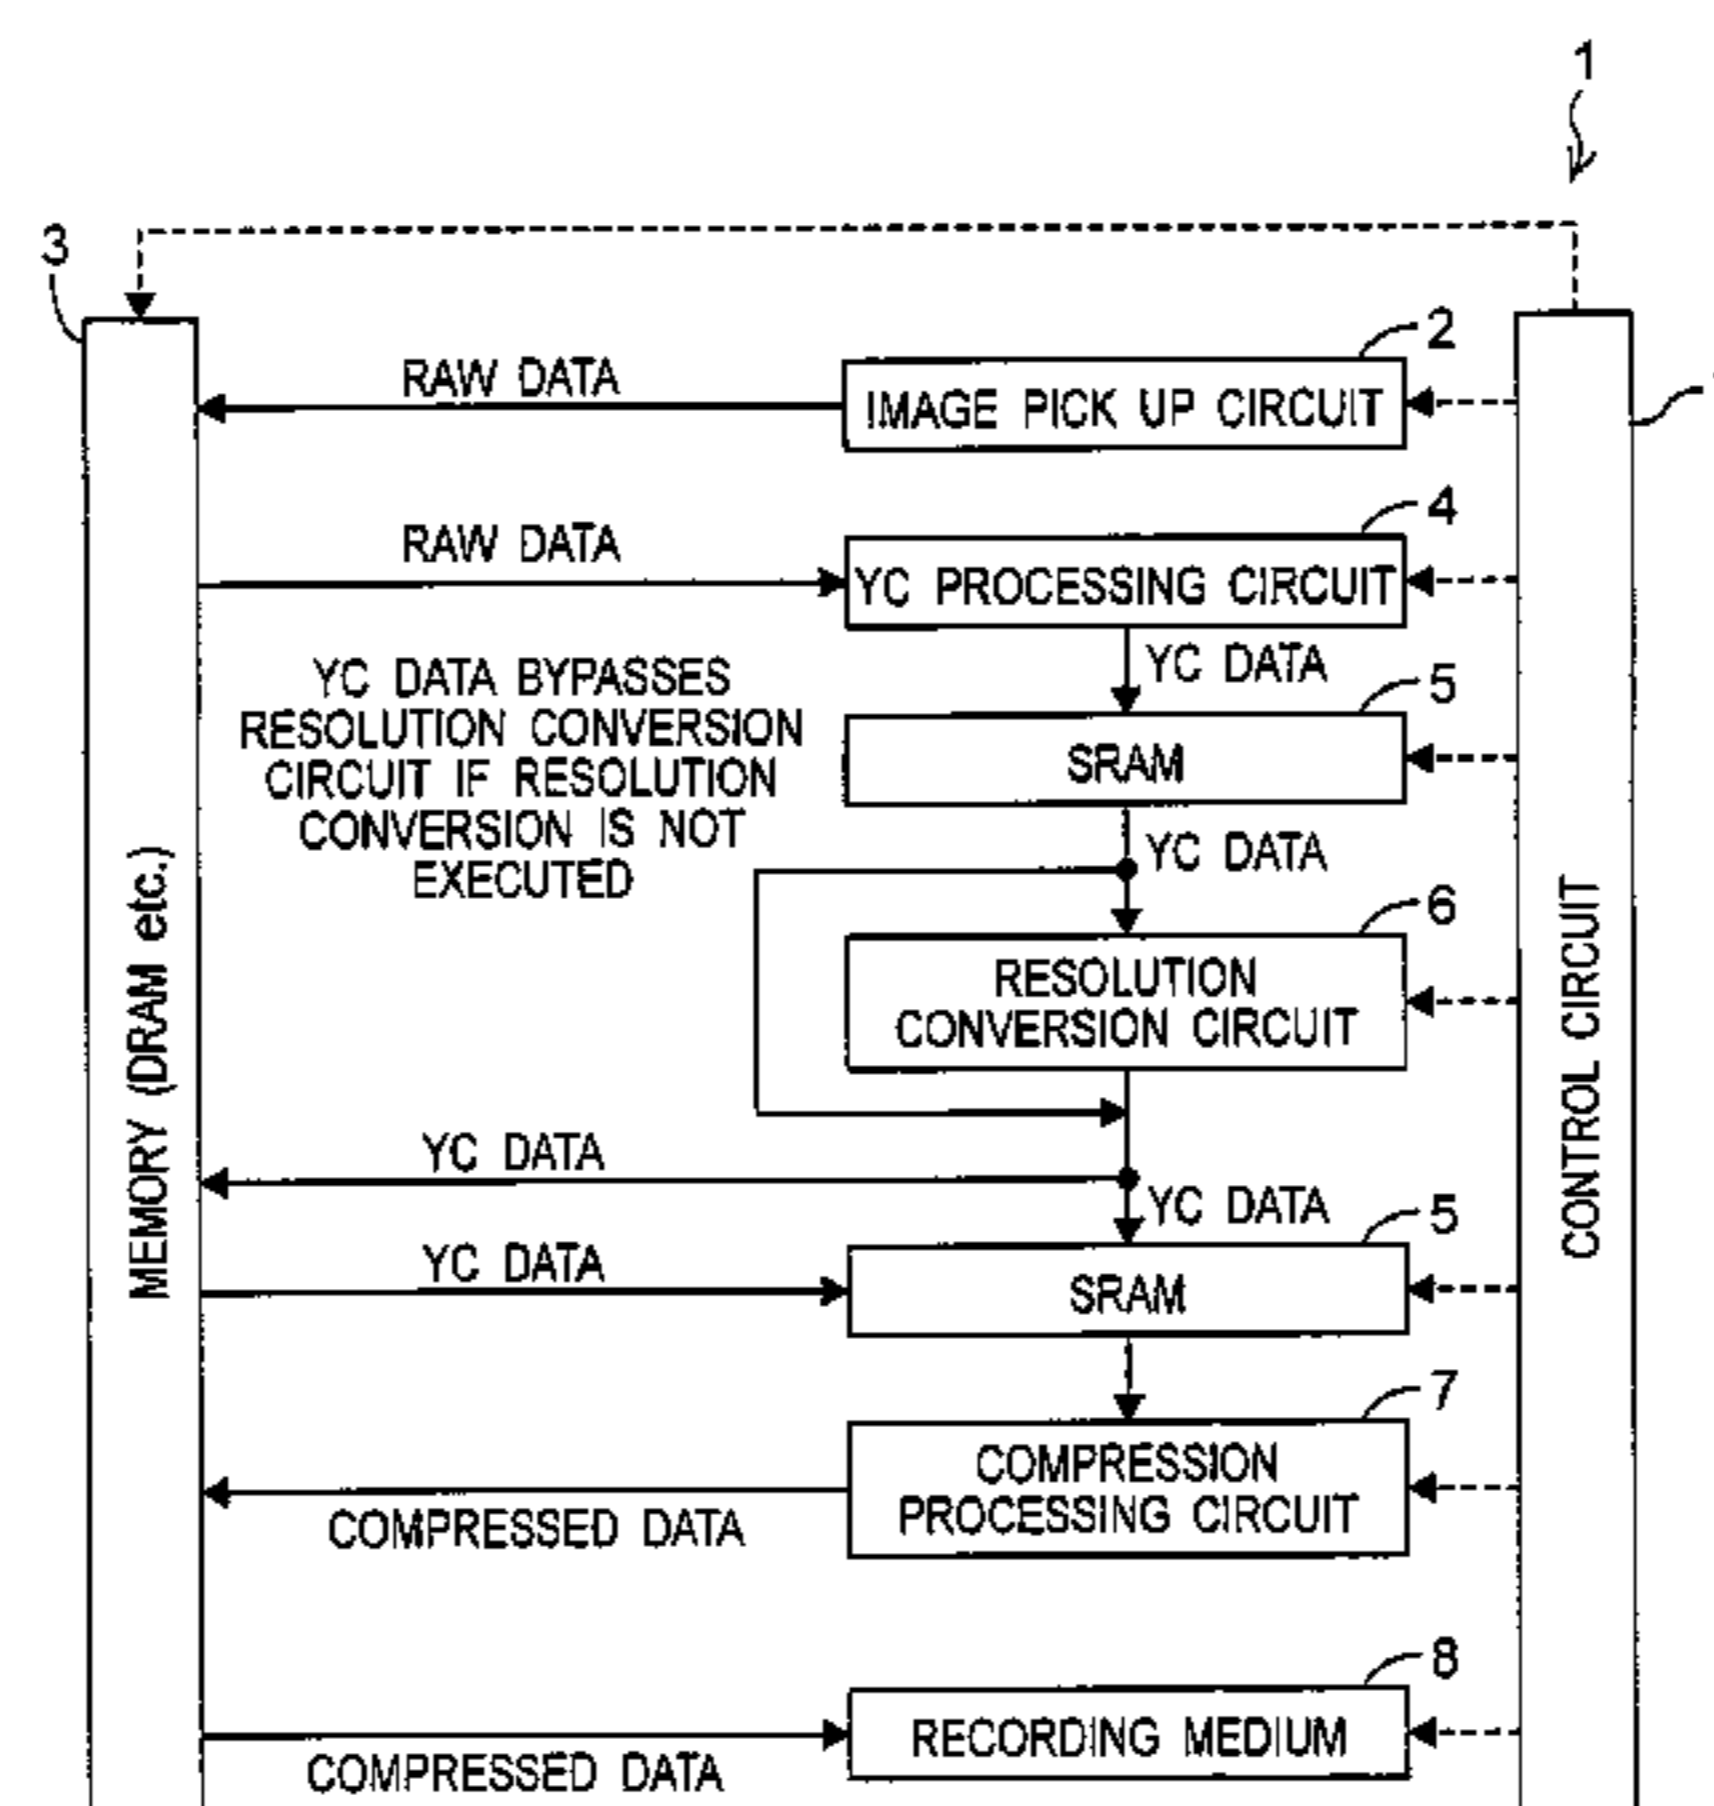 1
3
2
RAW DATA
IMAGE PICK UP CIRCUIT
4
RAW DATA
YC PROCESSING CIRCUIT
YC DATA
YC DATA BYPASSES
RESOLUTION CONVERSION
CIRCUIT IF RESOLUTION
CONVERSION IS NOT
EXECUTED
5
SRAM
YC DATA
6
RESOLUTION
CONVERSION CIRCUIT
MEMORY (DRAM etc.)
CONTROL CIRCUIT
YC DATA
YC DATA
5
YC DATA
SRAM
7
COMPRESSION
PROCESSING CIRCUIT
COMPRESSED DATA
8
RECORDING MEDIUM
COMPRESSED DATA